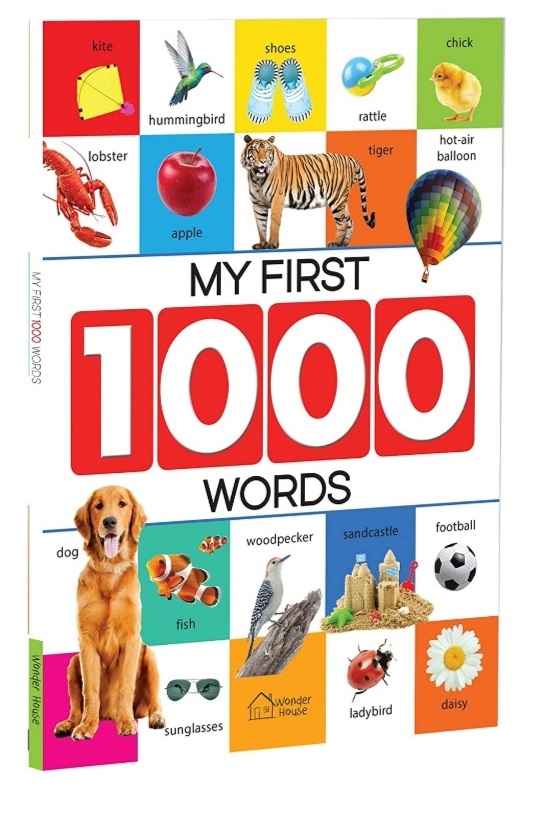 kite
hummingbird
shoes
rattle
chick
lobster
apple
tiger
hot-air
balloon
MY FIRST
1000
WORDS
MY FIRST 1000 WORDS
dog
fish
woodpecker
sandcastle
football
sunglasses
Wonder
House
ladybird
daisy
Wonder House